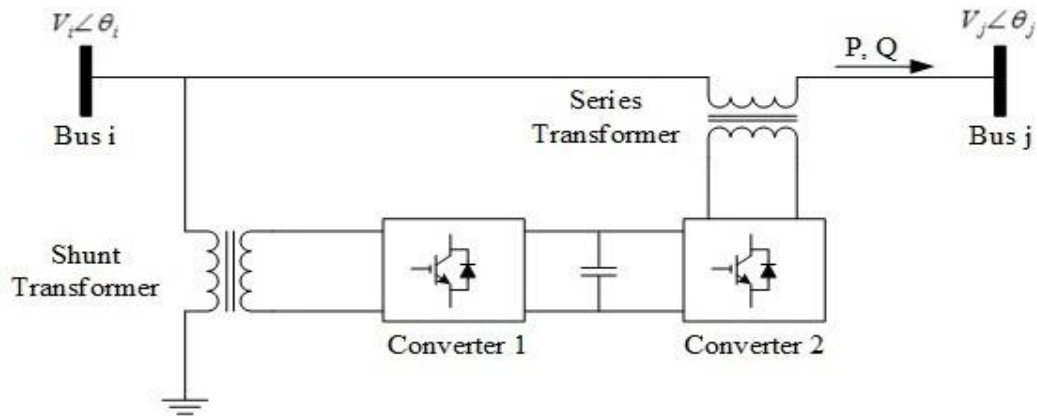 V_i∠θ_i
V_j∠θ_j
P, Q
Bus i
Series
Transformer
Bus j
Shunt
Transformer
Converter 1
Converter 2